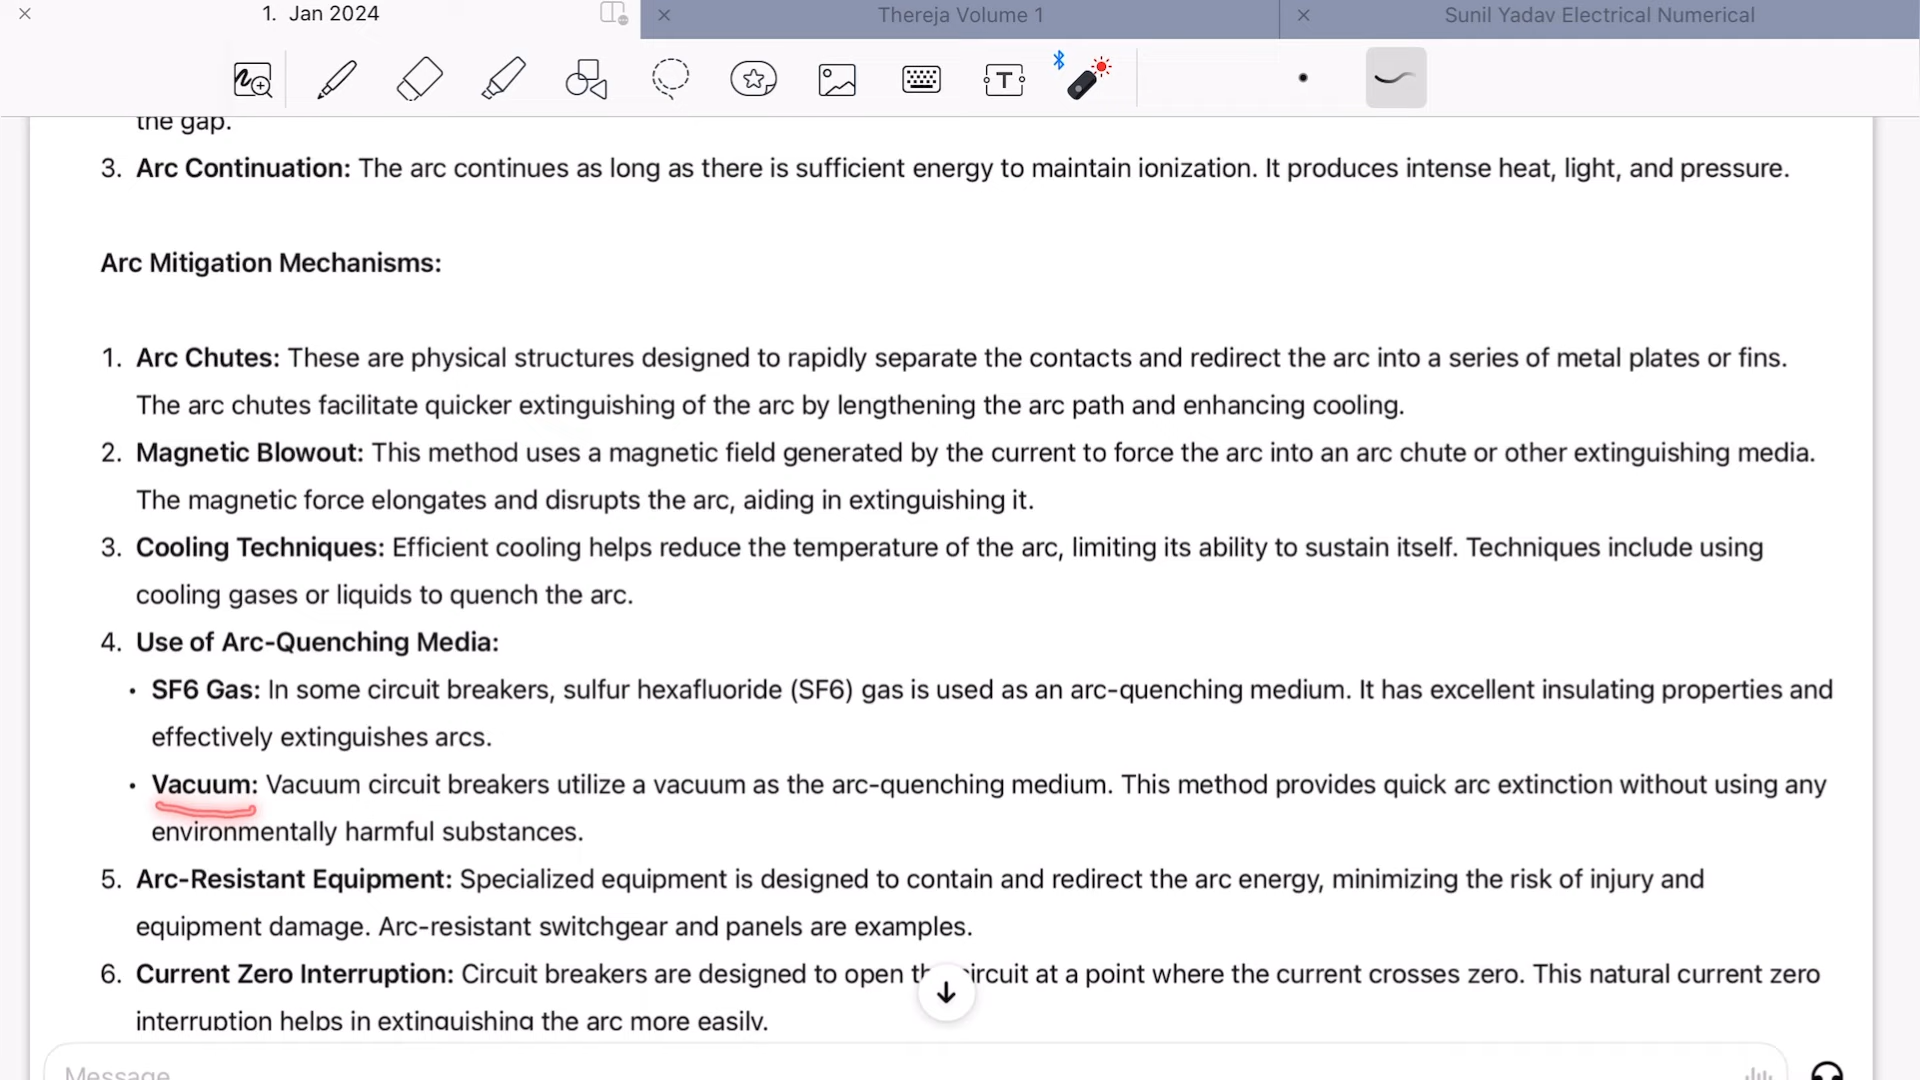 1. Jan 2024
Thereja Volume 1
Sunil Yadav Electrical Numerical
T
the gap.
3. Arc Continuation: The arc continues as long as there is sufficient energy to maintain ionization. It produces intense heat, light, and pressure.
Arc Mitigation Mechanisms:
1. Arc Chutes: These are physical structures designed to rapidly separate the contacts and redirect the arc into a series of metal plates or fins.
The arc chutes facilitate quicker extinguishing of the arc by lengthening the arc path and enhancing cooling.
2. Magnetic Blowout: This method uses a magnetic field generated by the current to force the arc into an arc chute or other extinguishing media.
The magnetic force elongates and disrupts the arc, aiding in extinguishing it.
3. Cooling Techniques: Efficient cooling helps reduce the temperature of the arc, limiting its ability to sustain itself. Techniques include using
cooling gases or liquids to quench the arc.
4. Use of Arc-Quenching Media:
• SF6 Gas: In some circuit breakers, sulfur hexafluoride (SF6) gas is used as an arc-quenching medium. It has excellent insulating properties and
effectively extinguishes arcs.
• Vacuum: Vacuum circuit breakers utilize a vacuum as the arc-quenching medium. This method provides quick arc extinction without using any
environmentally harmful substances.
5. Arc-Resistant Equipment: Specialized equipment is designed to contain and redirect the arc energy, minimizing the risk of injury and
equipment damage. Arc-resistant switchgear and panels are examples.
6. Current Zero Interruption: Circuit breakers are designed to open the circuit at a point where the current crosses zero. This natural current zero
interruption helps in extinguishing the arc more easily.
Message